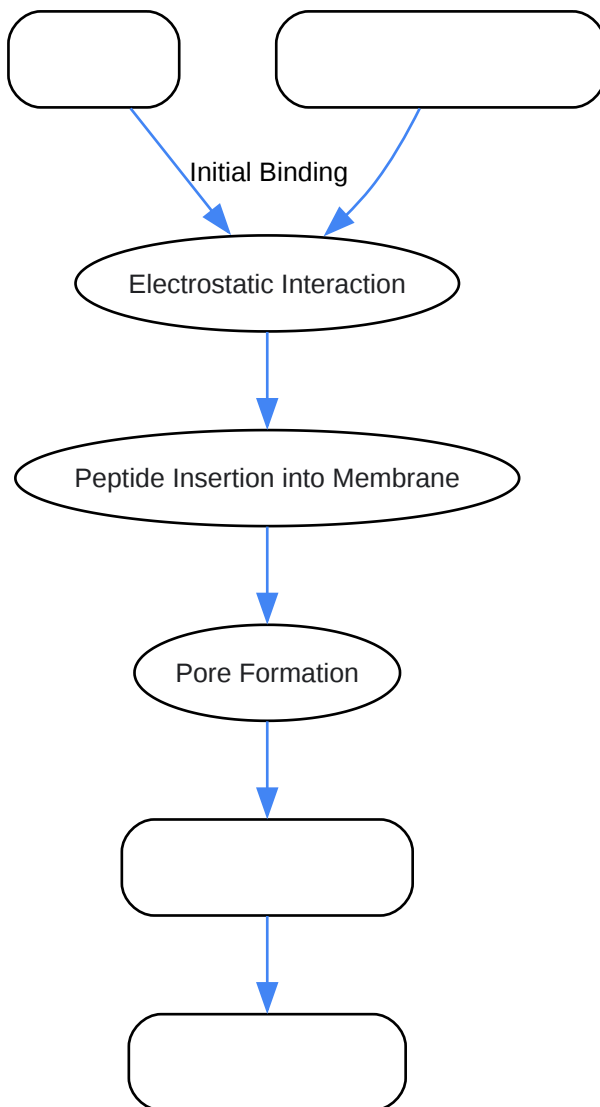 Initial Binding
Electrostatic Interaction
Peptide Insertion into Membrane
Pore Formation